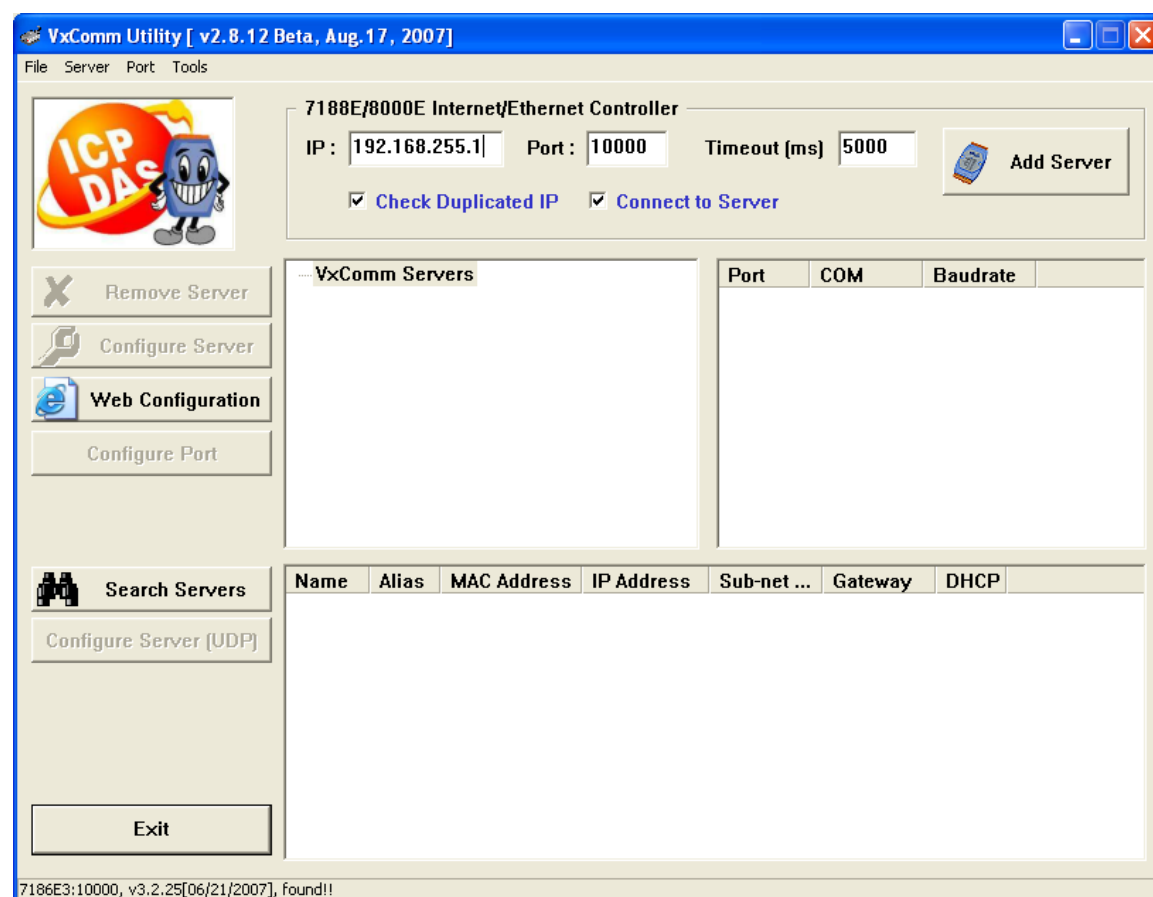 VxComm Utility [ v2.8.12 Beta, Aug.17, 2007]
File Server Port Tools
ICP DAS
7188E/8000E Internet/Ethernet Controller
IP : 192.168.255.1 Port : 10000 Timeout (ms) 5000 Add Server
Check Duplicated IP Connect to Server
Remove Server
Configure Server
Web Configuration
Configure Port
VxComm Servers
Port COM Baudrate
Search Servers
Configure Server (UDP)
Name Alias MAC Address IP Address Sub-net ... Gateway DHCP
Exit
7186E3:10000, v3.2.25[06/21/2007], found!!